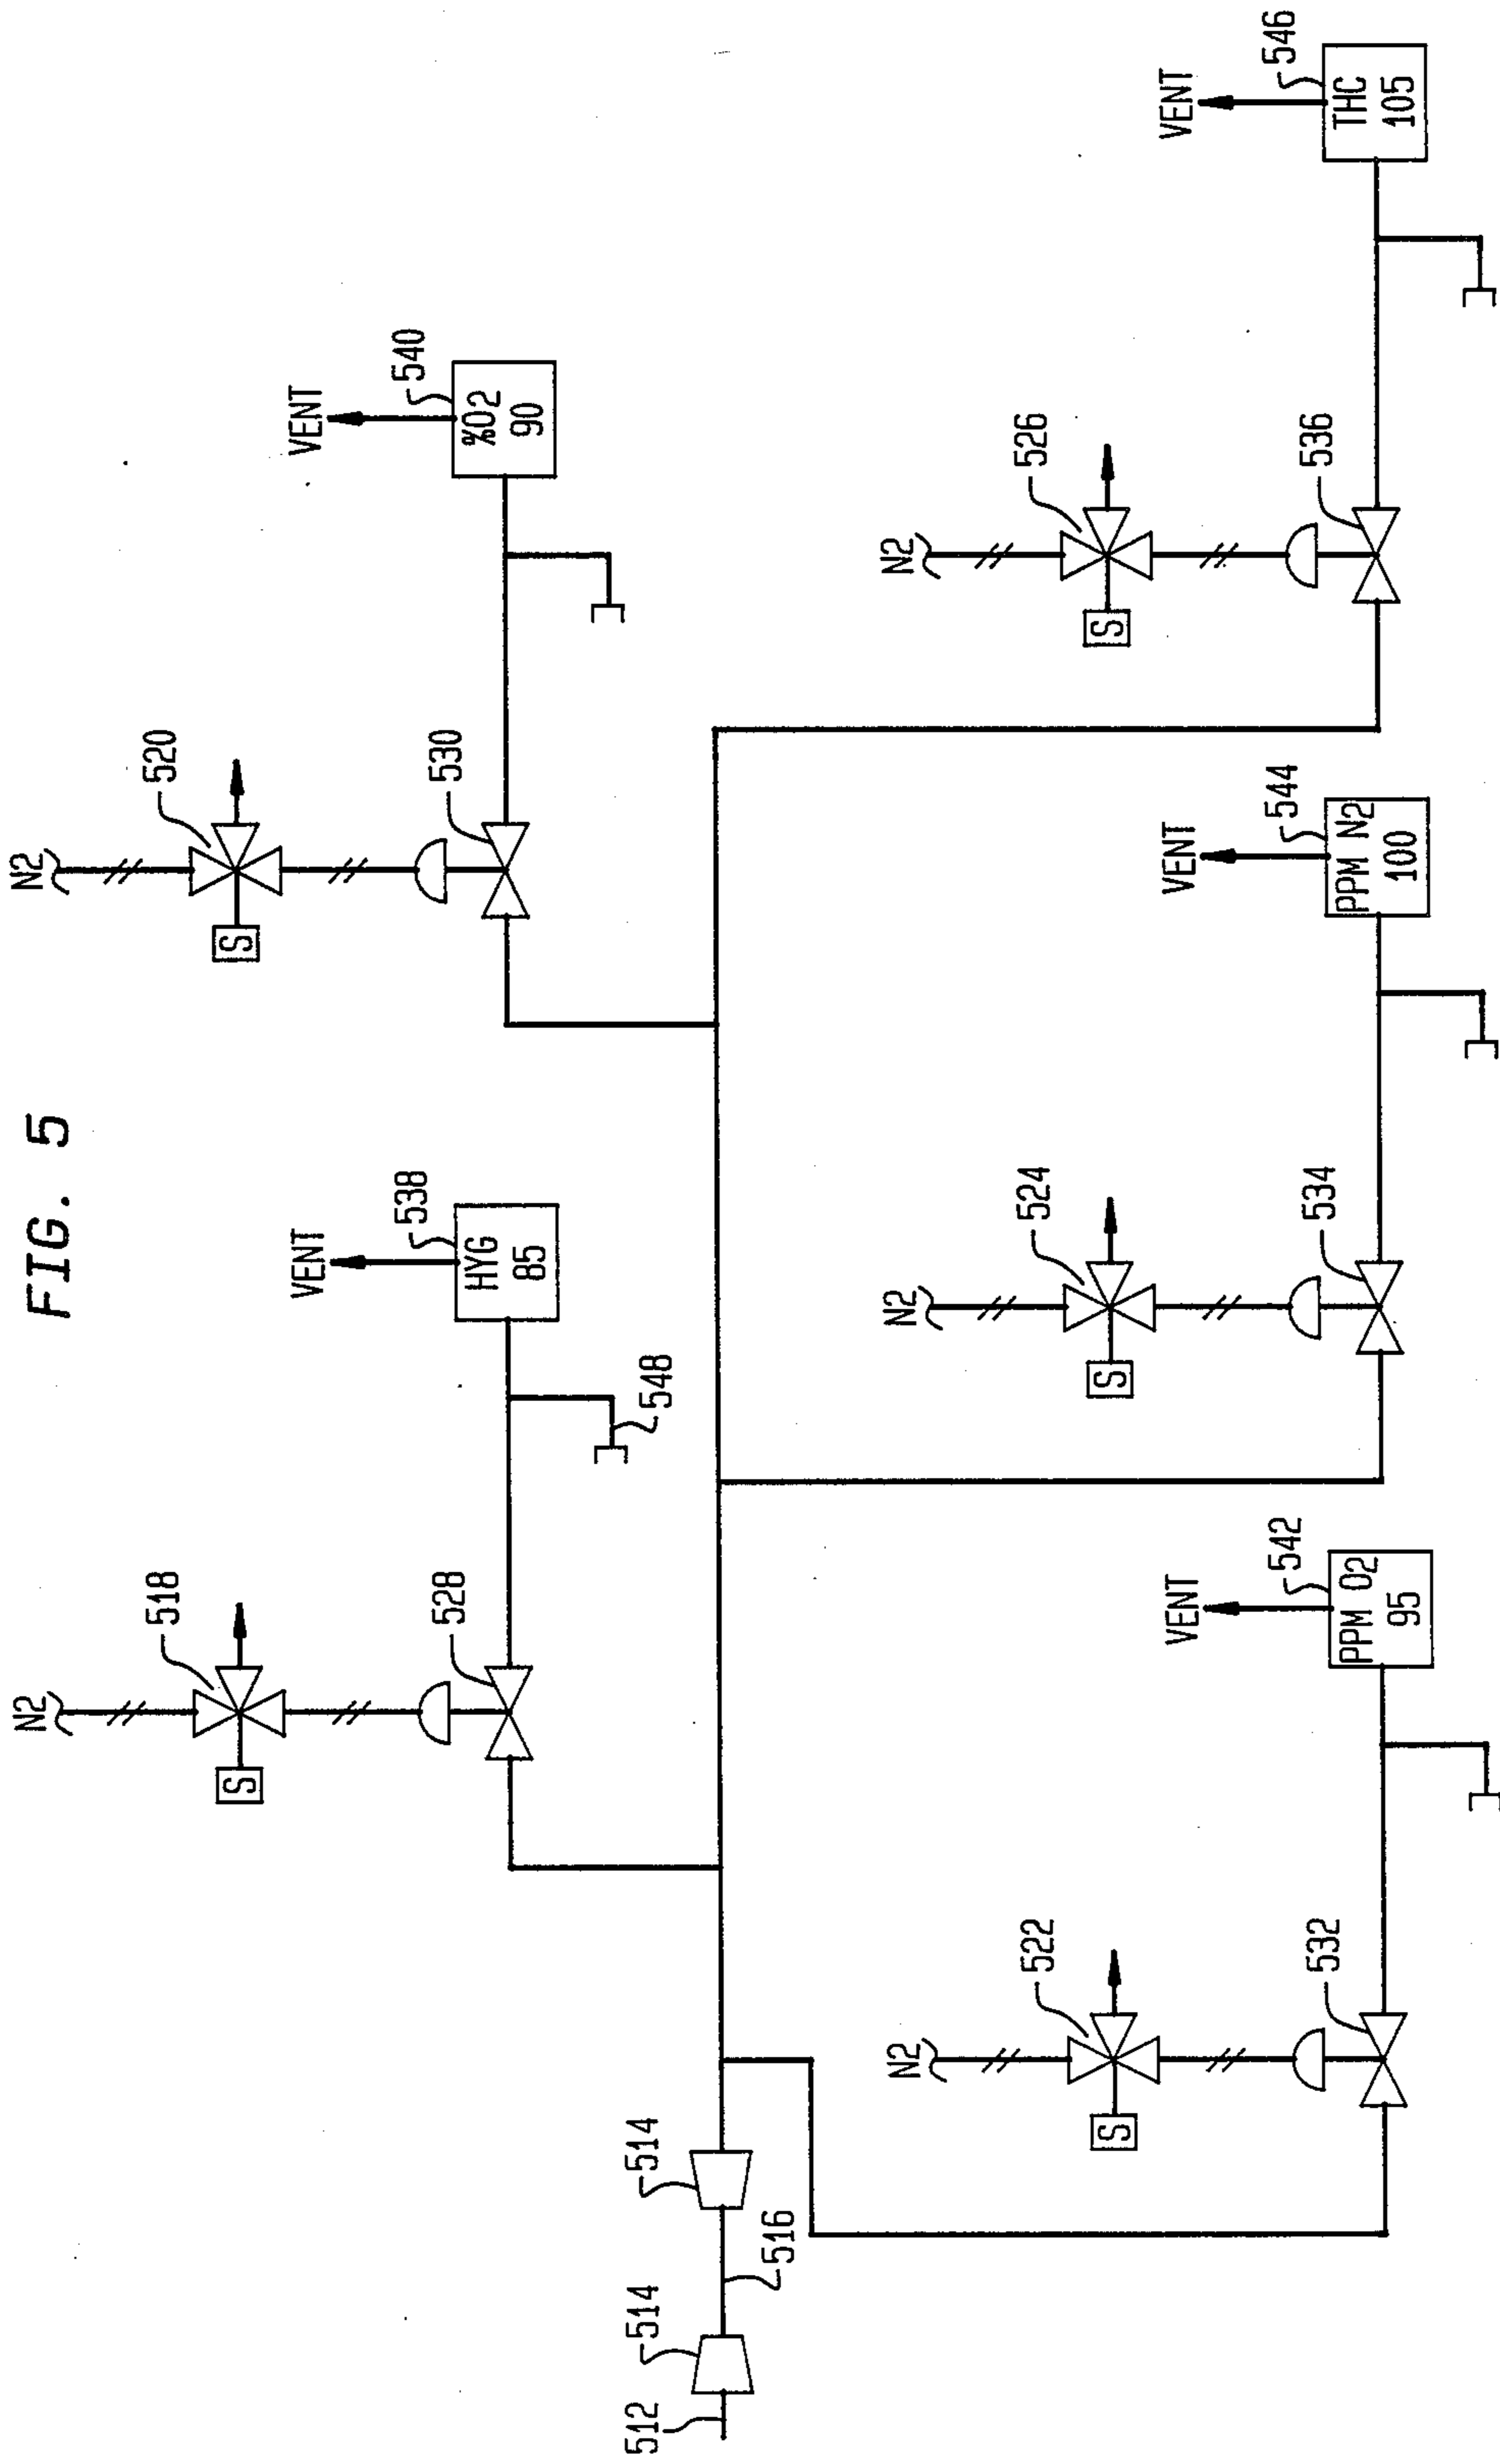 FIG. 5
N2
518
S
528
VENT
538
HYG
85
548
N2
520
S
530
VENT
540
%O2
90
512
514
516
514
N2
522
S
532
VENT
542
PPM O2
95
N2
524
S
534
VENT
544
PPM N2
100
N2
526
S
536
VENT
546
THC
105